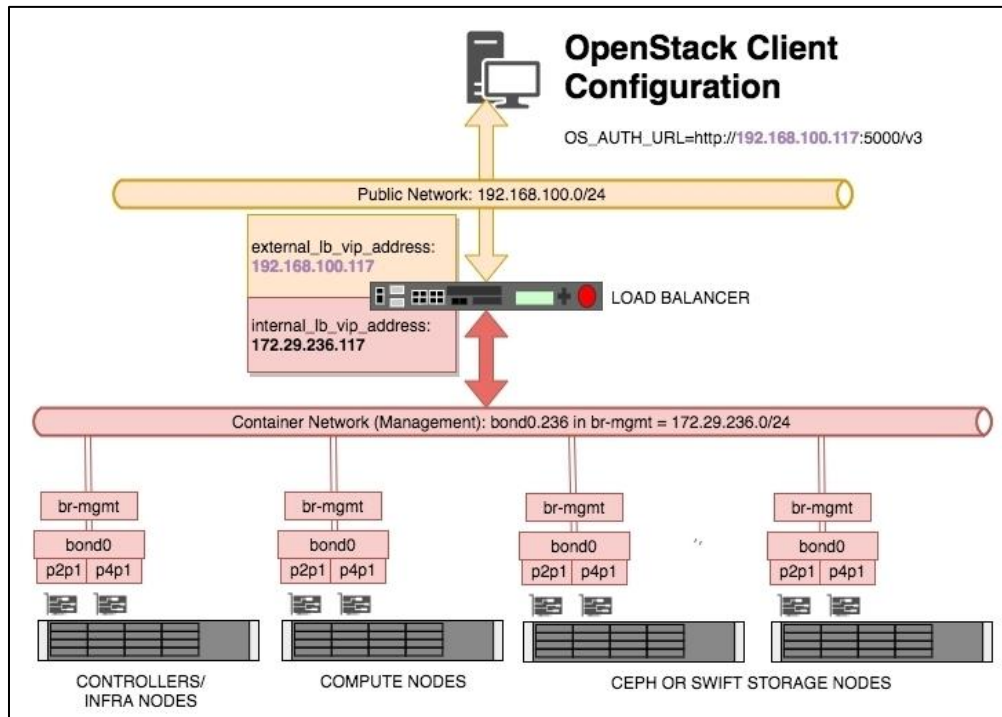 OpenStack Client
Configuration
OS_AUTH_URL=http://192.168.100.117:5000/v3
Public Network: 192.168.100.0/24
external_lb_vip_address:
192.168.100.117
LOAD BALANCER
internal_lb_vip_address:
172.29.236.117
Container Network (Management): bond0.236 in br-mgmt = 172.29.236.0/24
br-mgmt br-mgmt br-mgmt br-mgmt
bond0 bond0 bond0 bond0
p2p1 p4p1 p2p1 p4p1 p2p1 p4p1 p2p1 p4p1
CONTROLLERS/
INFRA NODES
COMPUTE NODES
CEPH OR SWIFT STORAGE NODES